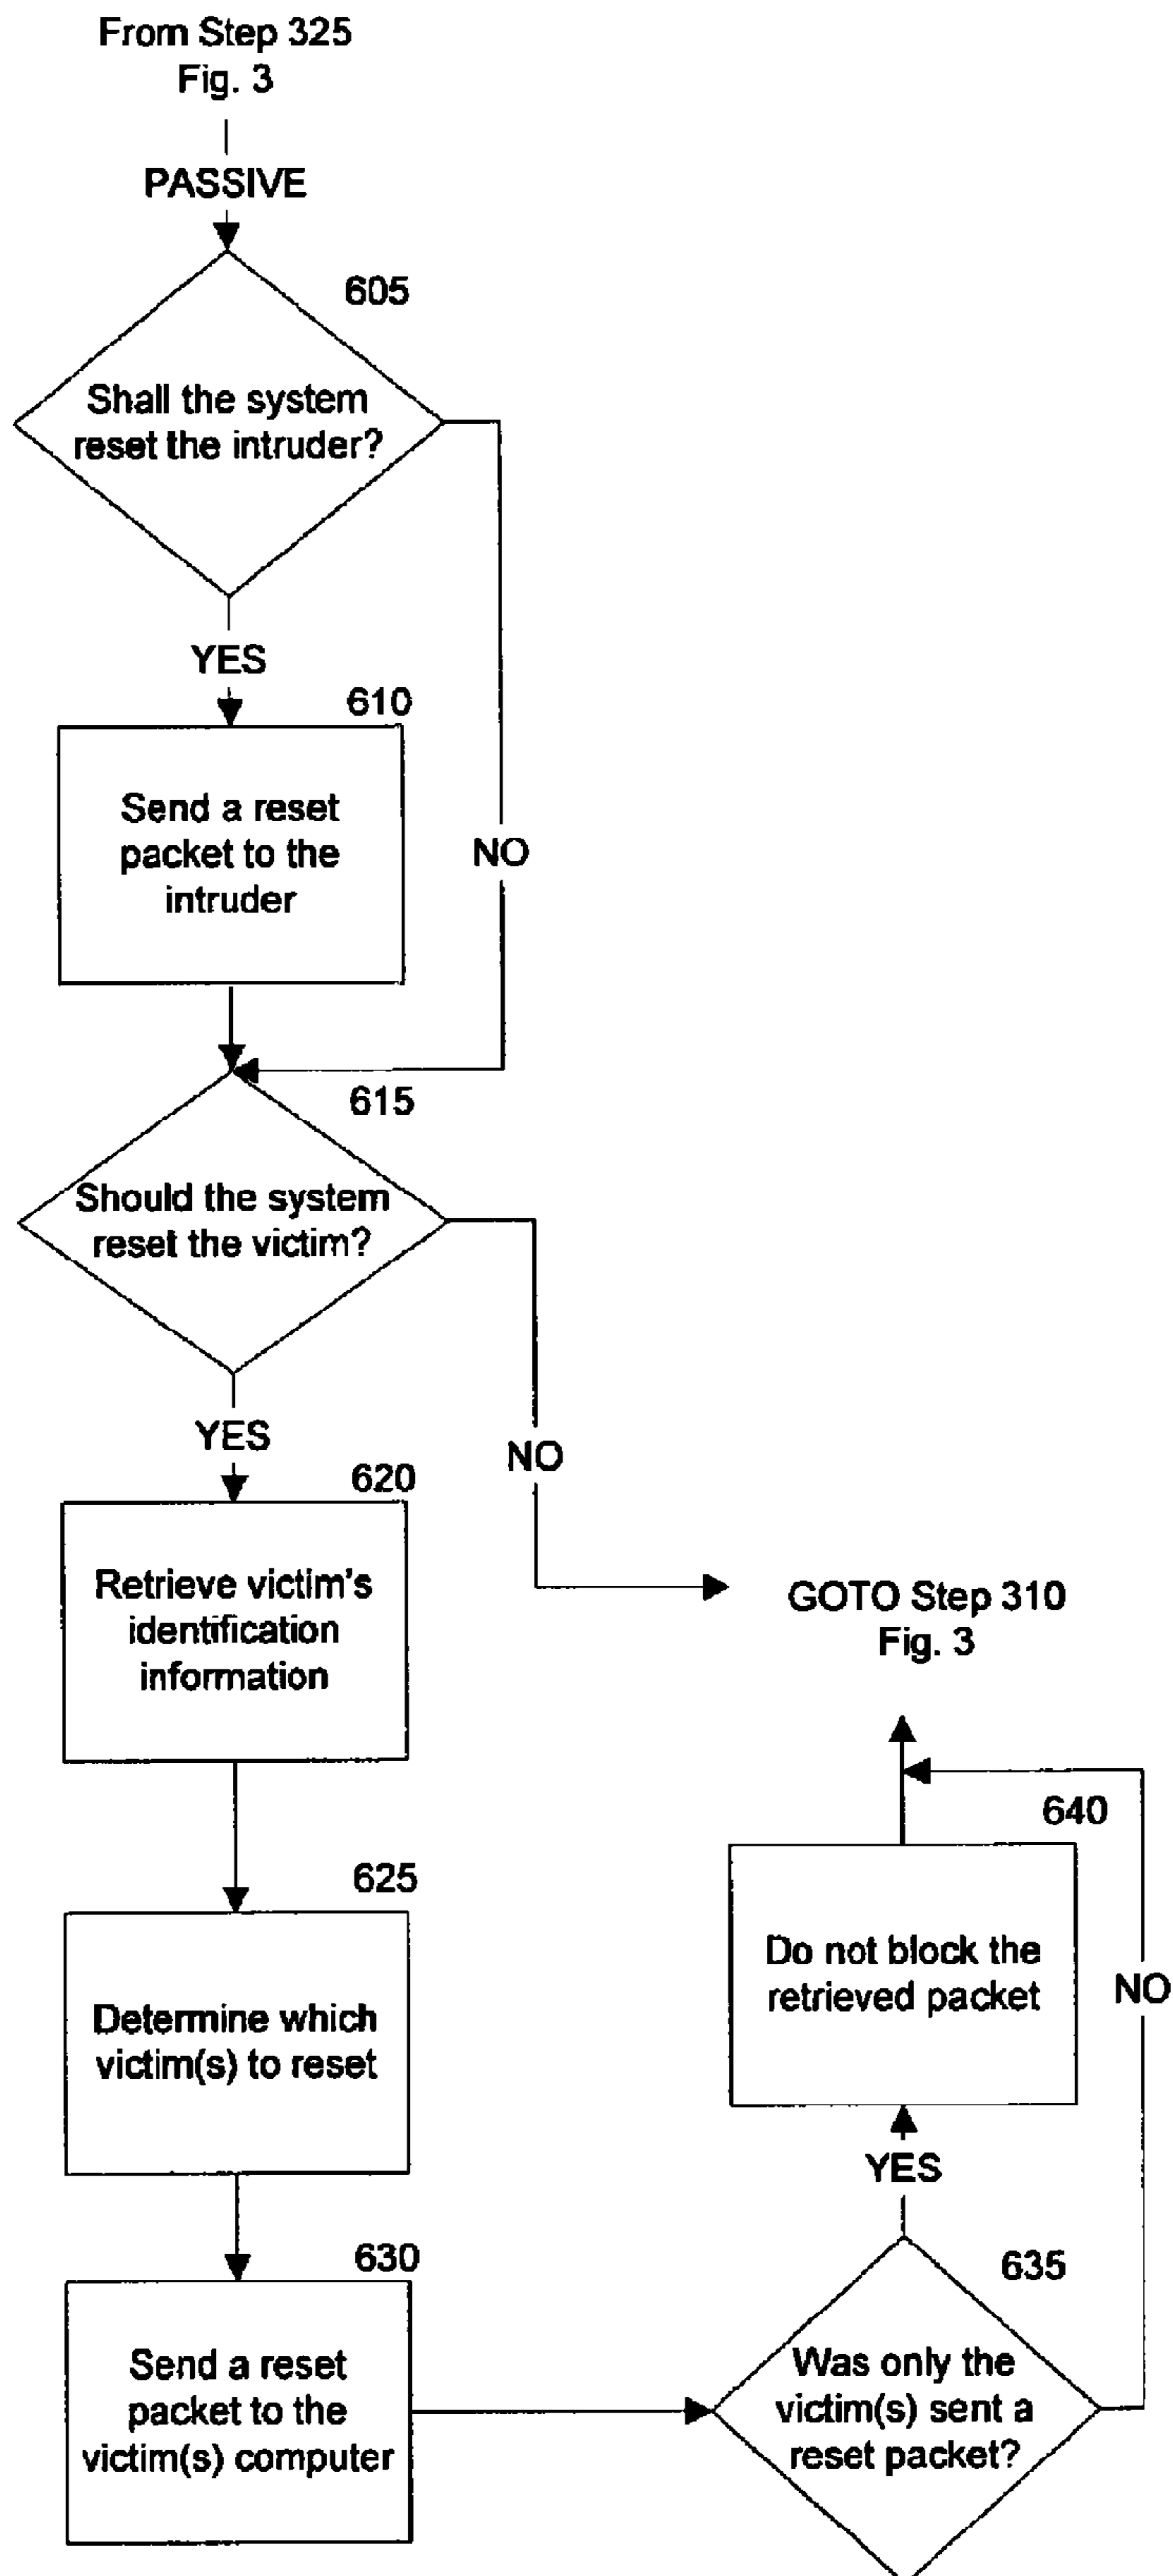 From Step 325
Fig. 3
PASSIVE
605
Shall the system
reset the intruder?
YES
610
Send a reset
packet to the
intruder
NO
615
Should the system
reset the victim?
YES
NO
620
Retrieve victim's
identification
information
GOTO Step 310
Fig. 3
625
Determine which
victim(s) to reset
630
Send a reset
packet to the
victim(s) computer
635
Was only the
victim(s) sent a
reset packet?
YES
640
Do not block the
retrieved packet
NO